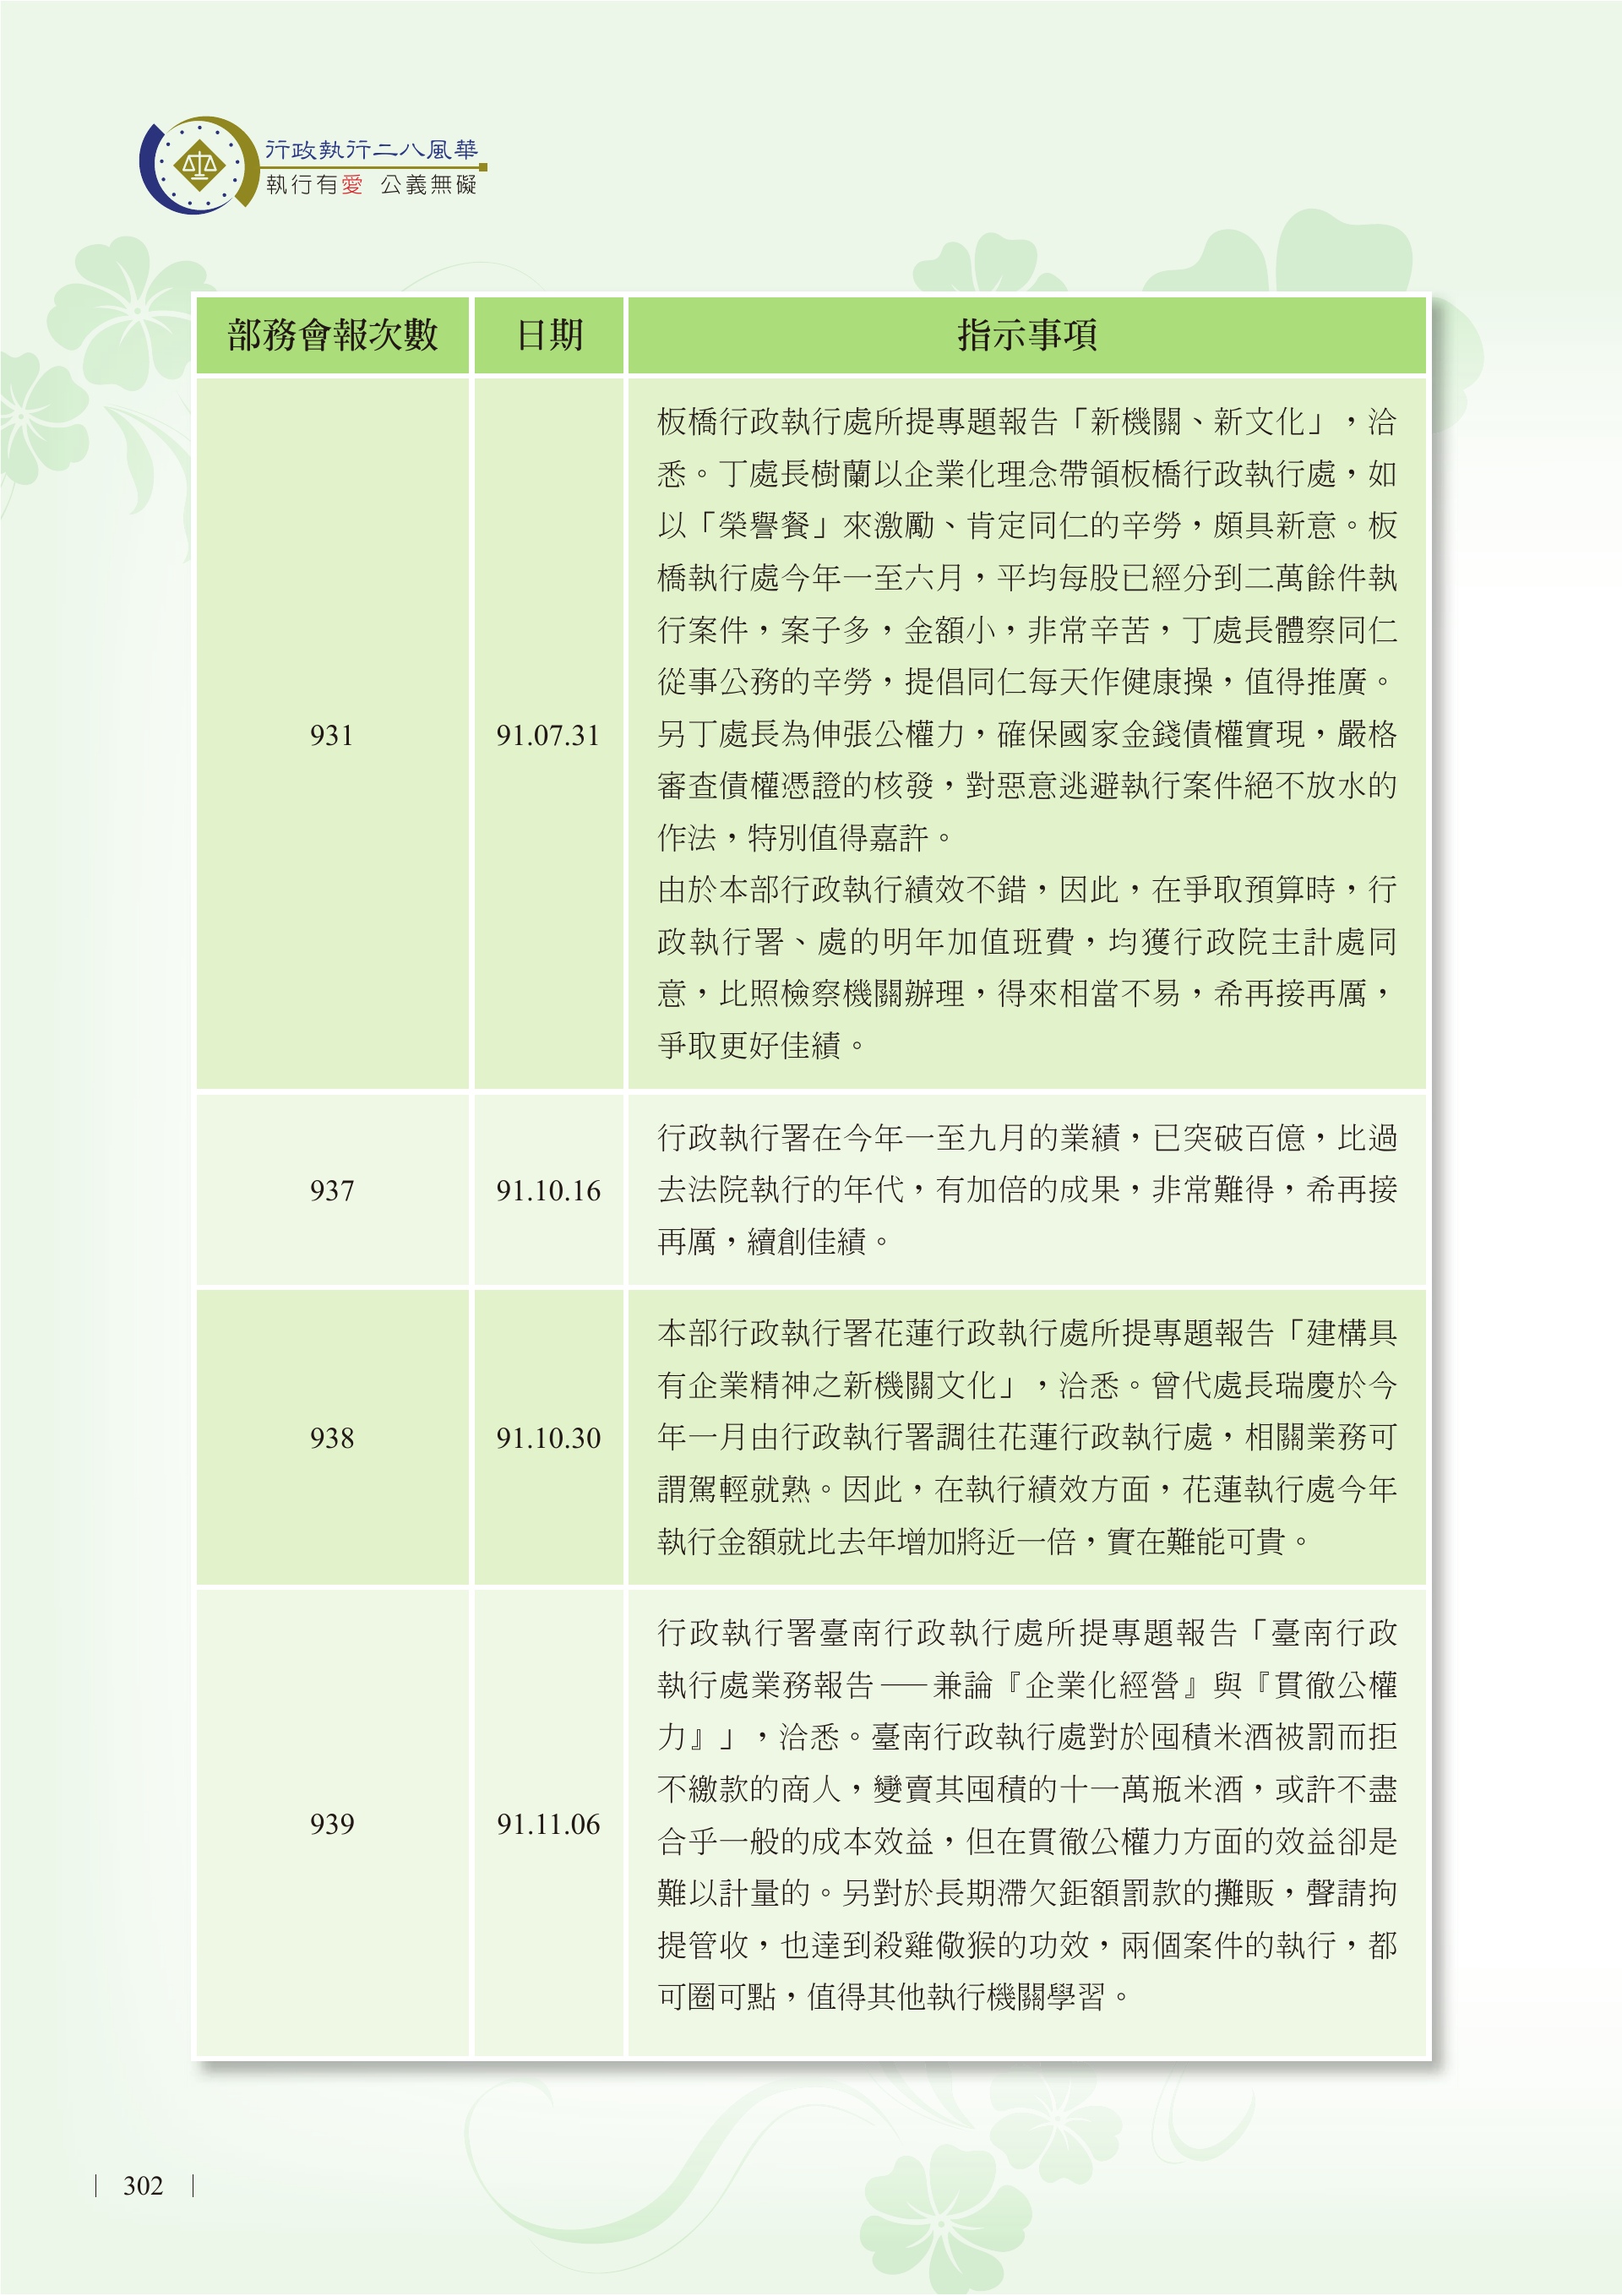 行政執行二八風華
執行有愛 公義無礙
部務會報次數 日期 指示事項
931
91.07.31
板橋行政執行處所提專題報告「新機關、新文化」，洽
悉。丁處長樹蘭以企業化理念帶領板橋行政執行處，如
以「榮譽餐」來激勵、肯定同仁的辛勞，頗具新意。板
橋執行處今年一至六月，平均每股已經分到二萬餘件執
行案件，案子多，金額小，非常辛苦，丁處長體察同仁
從事公務的辛勞，提倡同仁每天作健康操，值得推廣。
另丁處長為伸張公權力，確保國家金錢債權實現，嚴格
審查債權憑證的核發，對惡意逃避執行案件絕不放水的
作法，特別值得嘉許。
由於本部行政執行績效不錯，因此，在爭取預算時，行
政執行署、處的明年加值班費，均獲行政院主計處同
意，比照檢察機關辦理，得來相當不易，希再接再厲，
爭取更好佳績。
937
91.10.16
行政執行署在今年一至九月的業績，已突破百億，比過
去法院執行的年代，有加倍的成果，非常難得，希再接
再厲，續創佳績。
938
91.10.30
本部行政執行署花蓮行政執行處所提專題報告「建構具
有企業精神之新機關文化」，洽悉。曾代處長瑞慶於今
年一月由行政執行署調往花蓮行政執行處，相關業務可
謂駕輕就熟。因此，在執行績效方面，花蓮執行處今年
執行金額就比去年增加將近一倍，實在難能可貴。
939
91.11.06
行政執行署臺南行政執行處所提專題報告「臺南行政
執行處業務報告——兼論『企業化經營』與『貫徹公權
力』」，洽悉。臺南行政執行處對於囤積米酒被罰而拒
不繳款的商人，變賣其囤積的十一萬瓶米酒，或許不盡
合乎一般的成本效益，但在貫徹公權力方面的效益卻是
難以計量的。另對於長期滯欠鉅額罰款的攤販，聲請拘
提管收，也達到殺雞儆猴的功效，兩個案件的執行，都
可圈可點，值得其他執行機關學習。
302